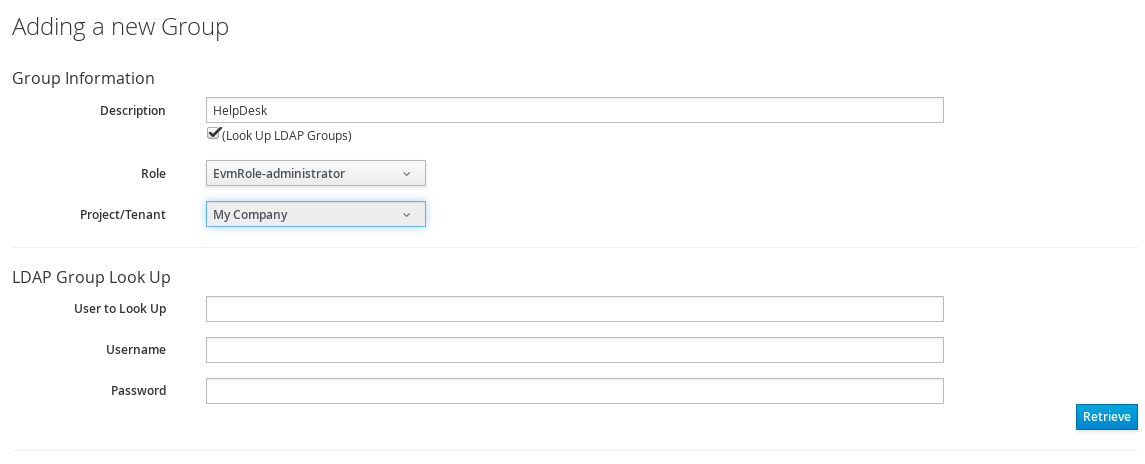 Adding a new Group
Group Information
Description HelpDesk
(Look Up LDAP Groups)
Role EvmRole-administrator
Project/Tenant My Company
LDAP Group Look Up
User to Look Up
Username
Password
Retrieve